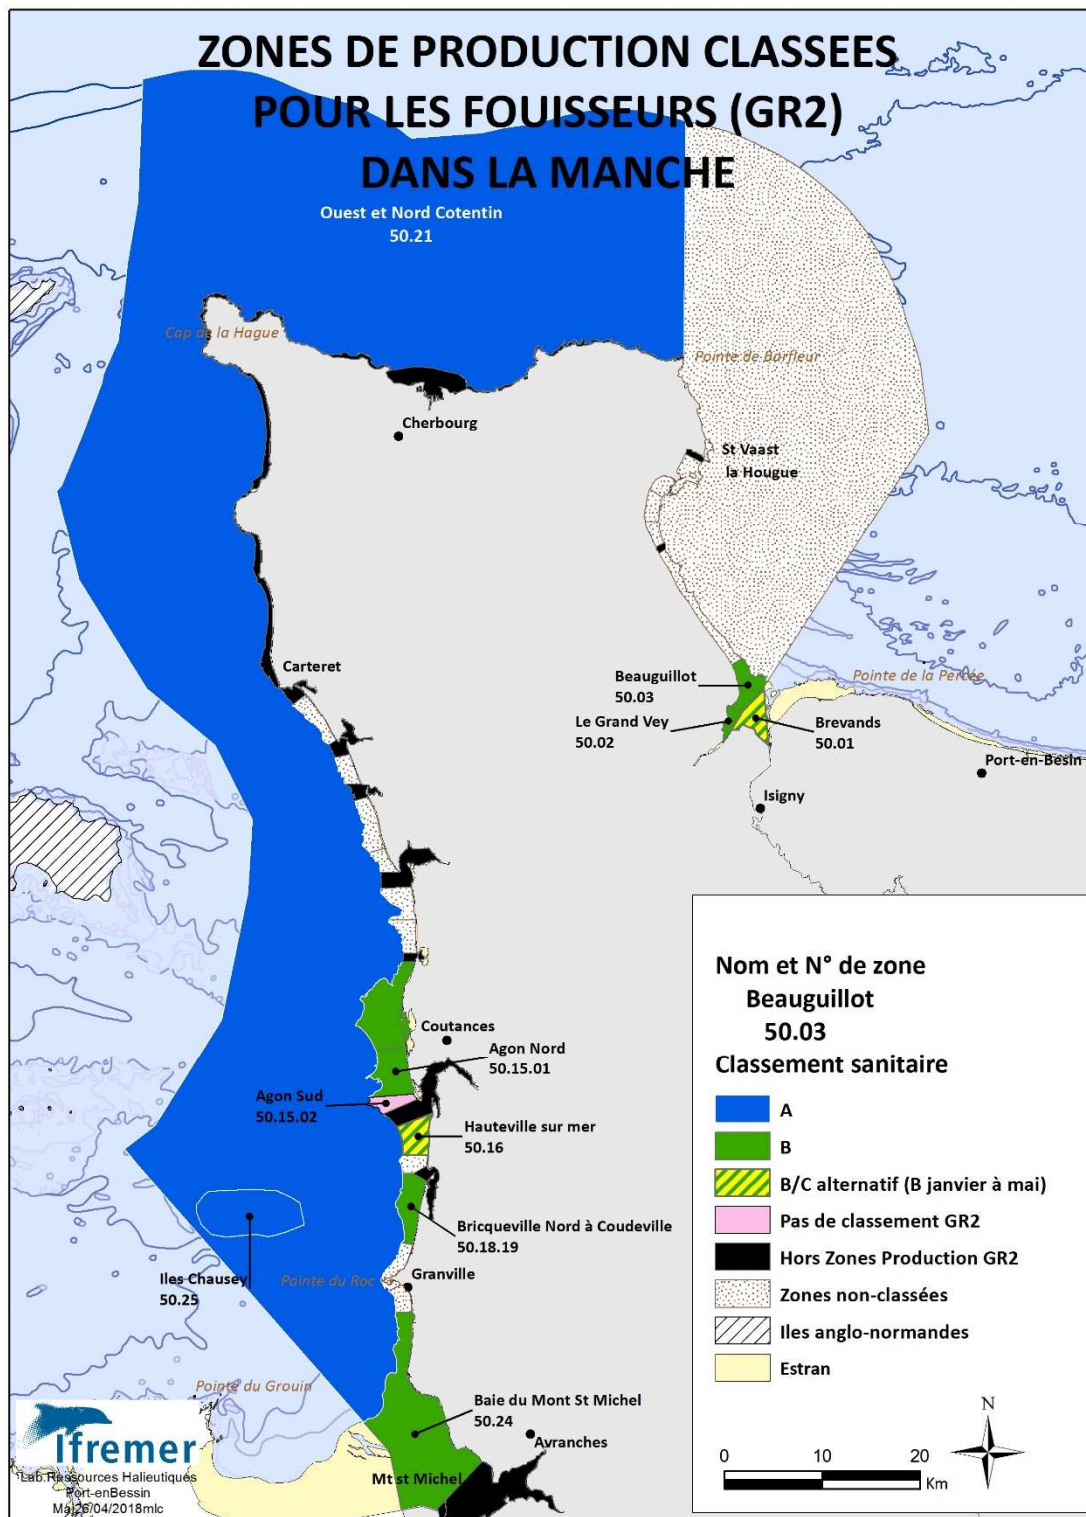 ZONES DE PRODUCTION CLASSEES
POUR LES FOUISSEURS (GR2)
DANS LA MANCHE
Ouest et Nord Cotentin
50.21
Cap de la Hague
Pointe de Barfleur
Cherbourg
St Vaast
la Hougue
Carteret
Beauguillot
50.03
Pointe de la Percée
Le Grand Vey
50.02
Brevands
50.01
Port-en-Besin
Isigny
Coutances
Agon Nord
50.15.01
Agon Sud
50.15.02
Hauteville sur mer
50.16
Bricqueville Nord à Coudeville
50.18.19
Iles Chausey
50.25
Pointe du Roc
Granville
Pointe du Grouin
Baie du Mont St Michel
50.24
Avranches
Mt st Michel
Nom et N° de zone
Beauguillot
50.03
Classement sanitaire
A
B
B/C alternatif (B janvier à mai)
Pas de classement GR2
Hors Zones Production GR2
Zones non-classées
Iles anglo-normandes
Estran
N
0 10 20
Km
Ifremer
Lab.Ressources Halieutiques
Port-enBessin
Maj26/04/2018mlc